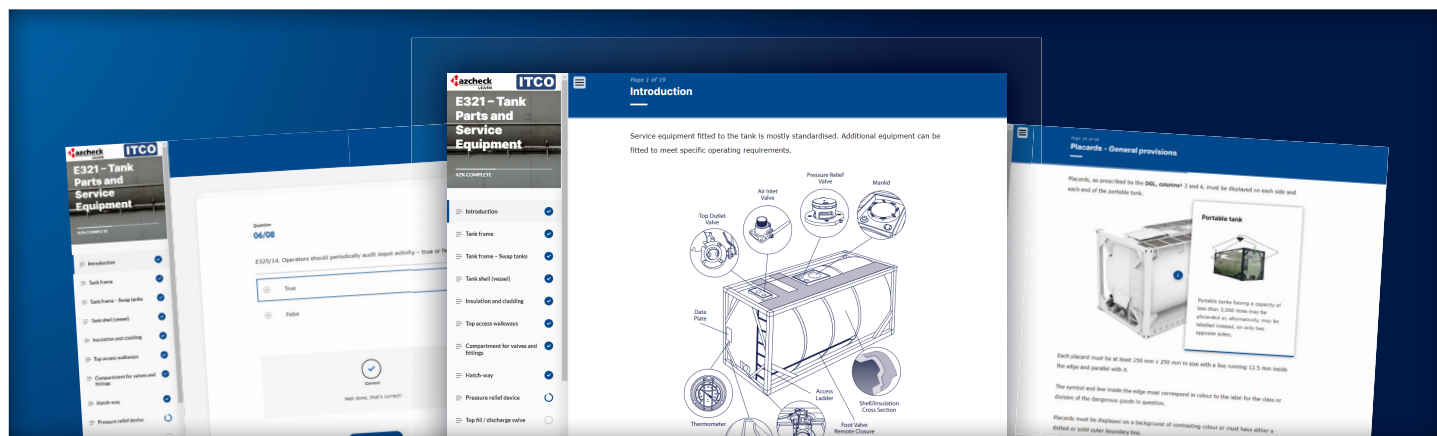 azcheck
LEARN
ITCO
E321 – Tank
Parts and
Service
Equipment
42% COMPLETE
Introduction
Tank frame
Tank frame – Swap tanks
Tank shell (vessel)
Insulation and cladding
Top access walkways
Compartment for valves and
fittings
Hatch-way
Pressure relief device
Question
06/08
E325/14. Operators should periodically audit depot activity – true or
True
False
Correct
Well done, that's correct!
azcheck
LEARN
ITCO
E321 – Tank
Parts and
Service
Equipment
42% COMPLETE
Introduction
Tank frame
Tank frame – Swap tanks
Tank shell (vessel)
Insulation and cladding
Top access walkways
Compartment for valves and
fittings
Hatch-way
Pressure relief device
Top fill / discharge valve
Page 1 of 19
Introduction
Service equipment fitted to the tank is mostly standardised. Additional equipment can be
fitted to meet specific operating requirements.
Pressure Relief
Valve
Manlid
Air Inlet
Valve
Top Outlet
Valve
Data
Plate
Access
Ladder
Shell/Insulation
Cross Section
Thermometer
Foot Valve
Remote Closure
Placards - General provisions
Placards, as prescribed by the DGL, columns* 3 and 4, must be displayed on each side and
each end of the portable tank.
Portable tank
Portable tanks having a capacity of
less than 3,000 litres may be
placarded or, alternatively, may be
labelled instead, on only two
opposite sides;
Each placard must be at least 250 mm x 250 mm in size with a line running 12.5 mm inside
the edge and parallel with it.
The symbol and line inside the edge must correspond in colour to the label for the class or
division of the dangerous goods in question.
Placards must be displayed on a background of contrasting colour or must have either a
dotted or solid outer boundary line.